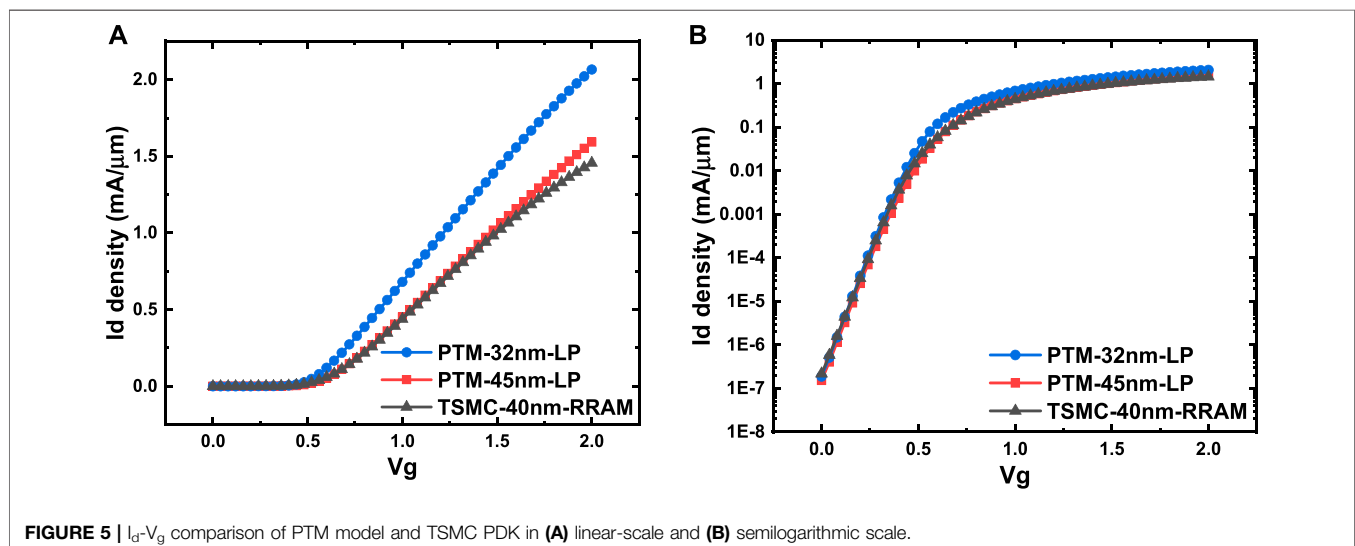 A
Id density (mA/μm)
2.0
1.5
1.0
0.5
0.0
PTM-32nm-LP
PTM-45nm-LP
TSMC-40nm-RRAM
0.0 0.5 1.0 1.5 2.0
Vg
B
Id density (mA/μm)
10
1
0.1
0.01
0.001
1E-4
1E-5
1E-6
1E-7
1E-8
PTM-32nm-LP
PTM-45nm-LP
TSMC-40nm-RRAM
0.0 0.5 1.0 1.5 2.0
Vg
FIGURE 5 | Id-Vg comparison of PTM model and TSMC PDK in (A) linear-scale and (B) semilogarithmic scale.